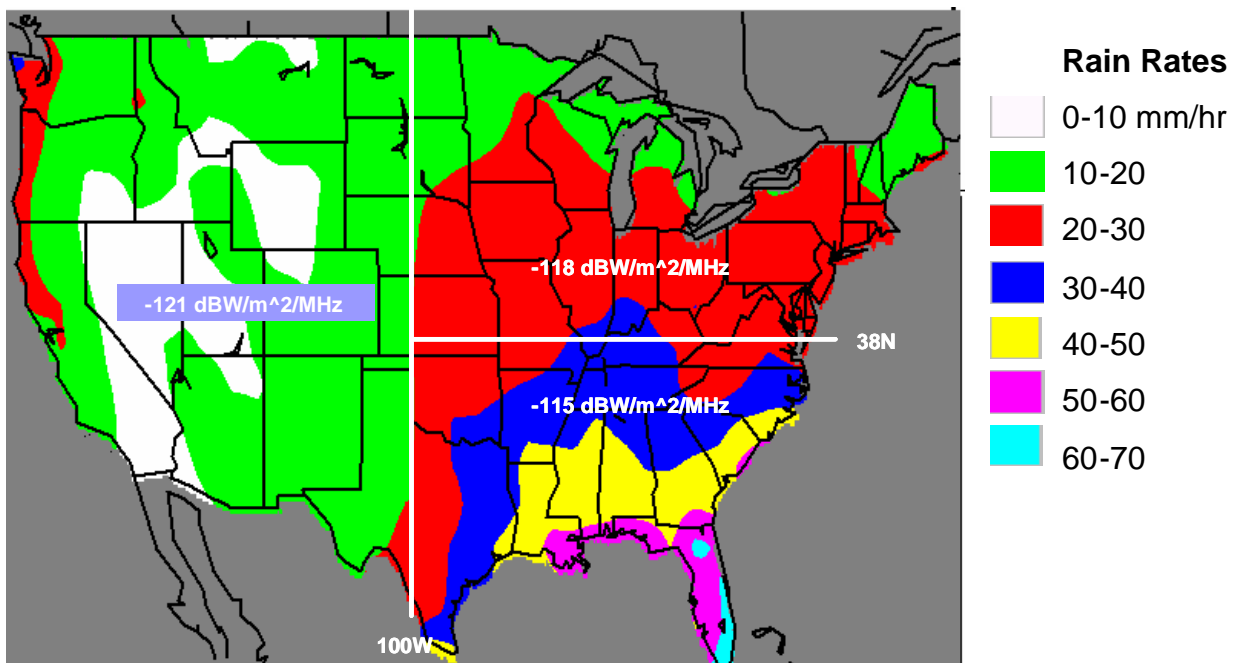 Rain Rates
0-10 mm/hr
10-20
20-30
30-40
40-50
50-60
60-70
-118 dBW/m^2/MHz
-121 dBW/m^2/MHz
38N
-115 dBW/m^2/MHz
100W